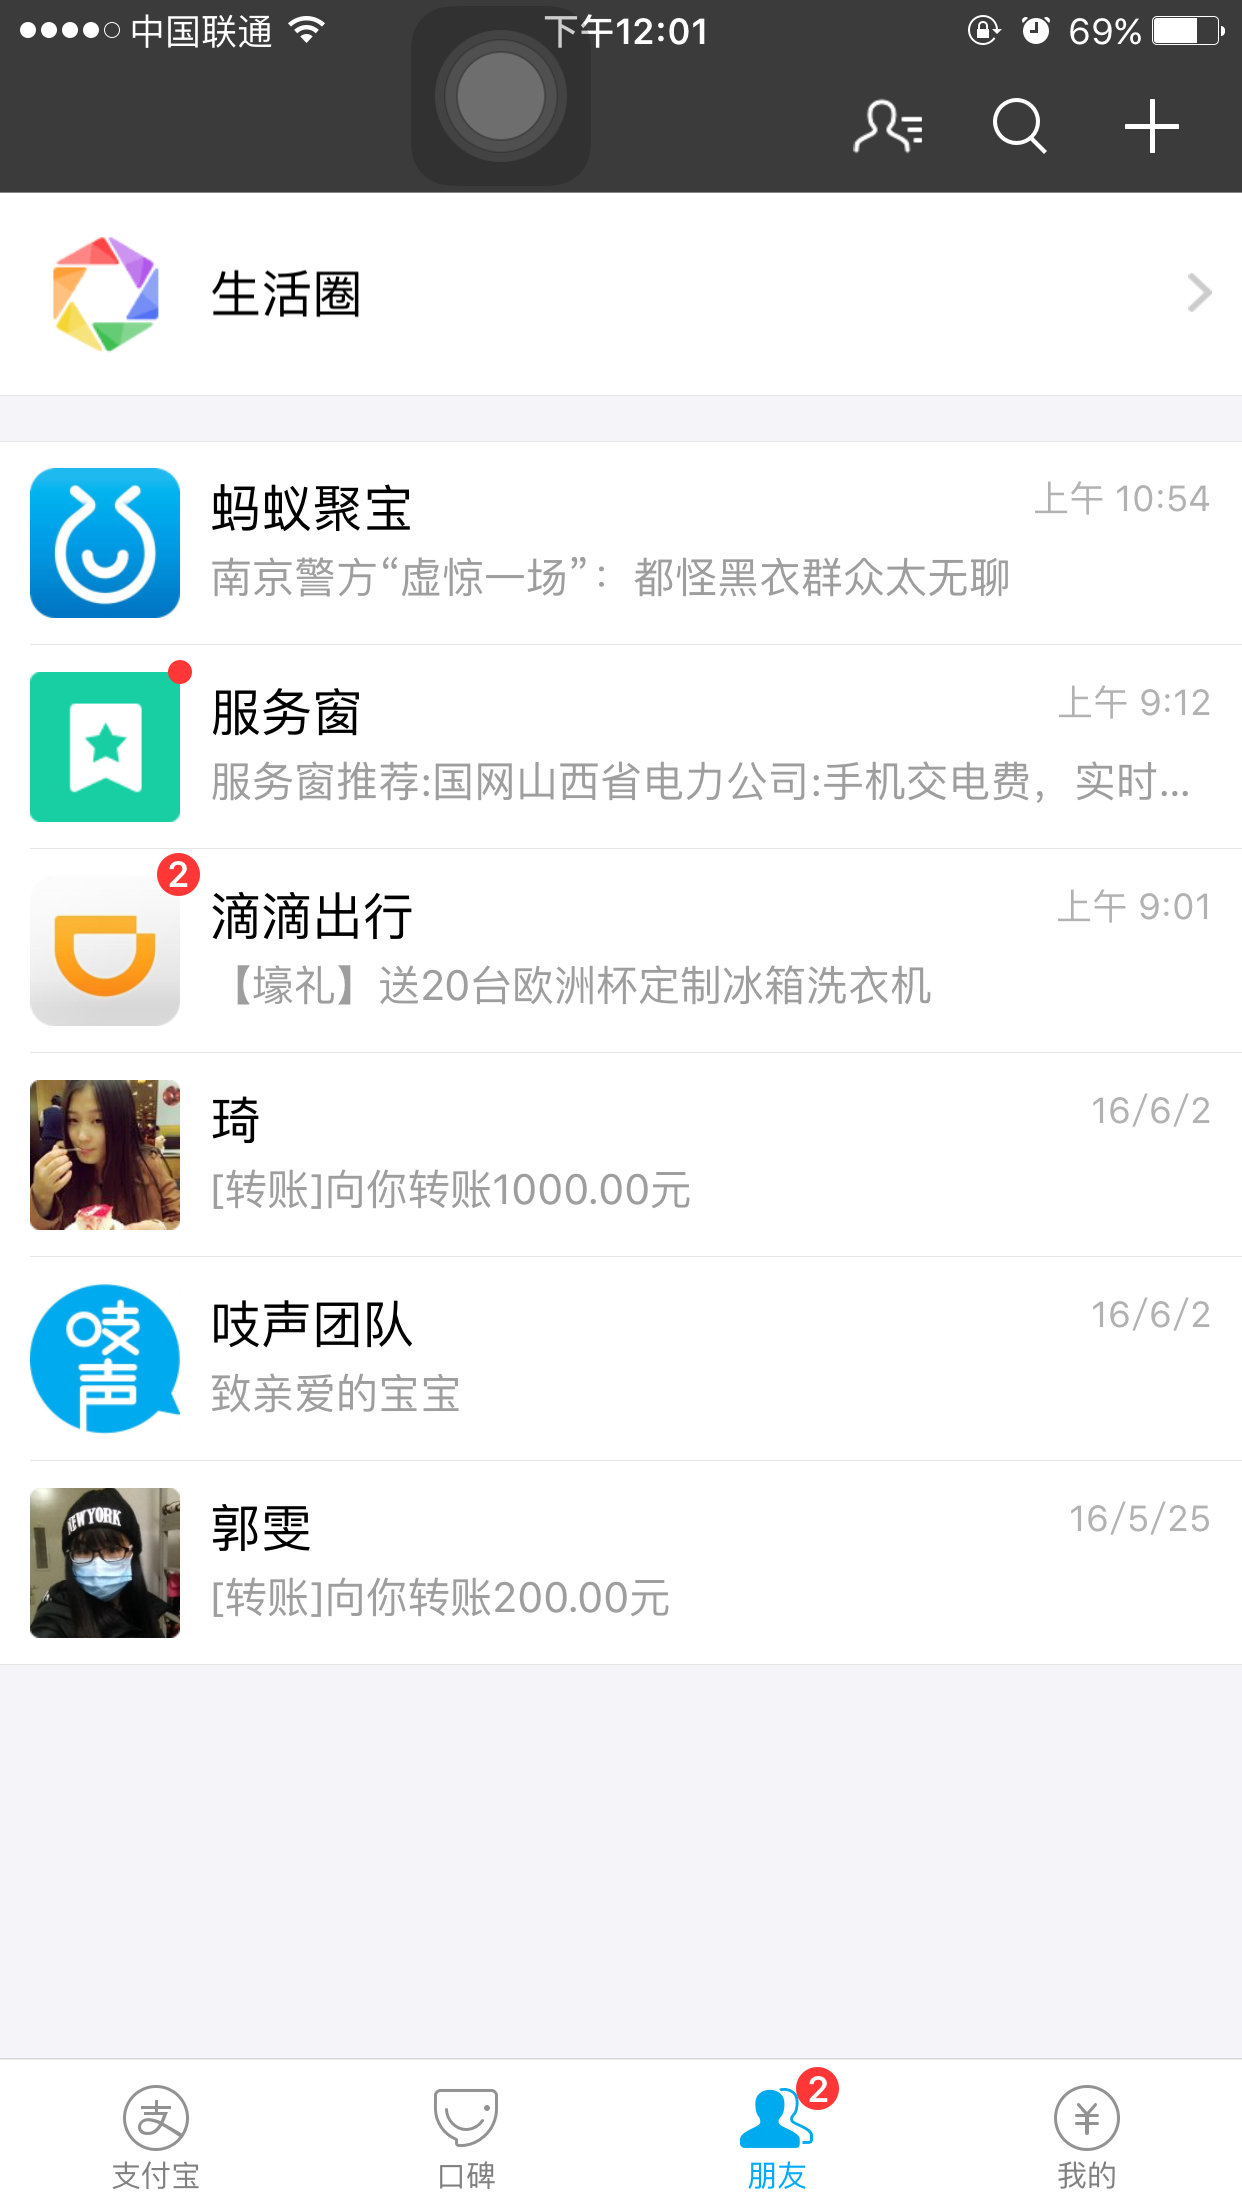 中国联通
下午12:01
69%
生活圈
蚂蚁聚宝
上午 10:54
南京警方“虚惊一场”：都怪黑衣群众太无聊
服务窗
上午 9:12
服务窗推荐:国网山西省电力公司:手机交电费，实时...
2
滴滴出行
上午 9:01
【壕礼】送20台欧洲杯定制冰箱洗衣机
琦
16/6/2
[转账]向你转账1000.00元
吱声
吱声团队
16/6/2
致亲爱的宝宝
NEWYORK
郭雯
16/5/25
[转账]向你转账200.00元
2
支
¥
支付宝
口碑
朋友
我的